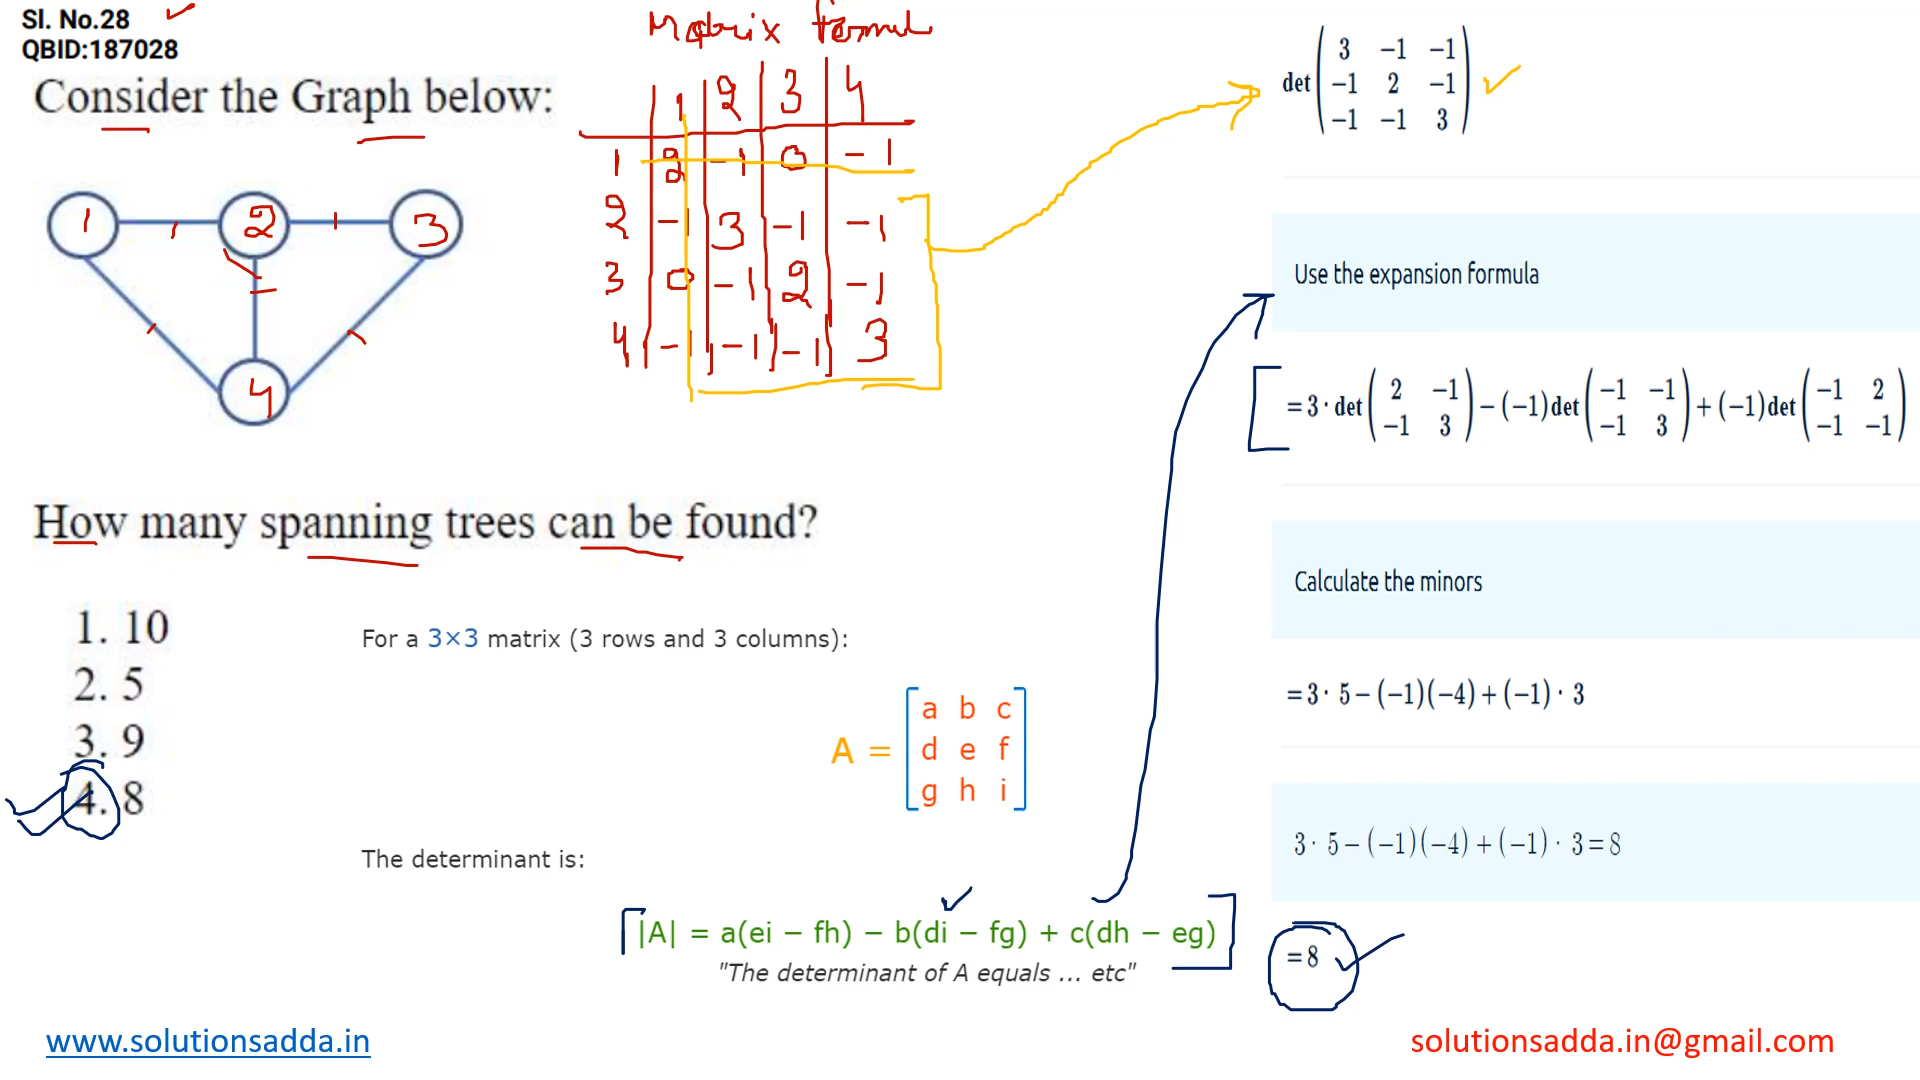 Sl. No.28
QBID:187028
Consider the Graph below:
1 2 3
4
Matrix formul
1 2 3 4
1 2 -1 0 -1
2 -1 3 -1 -1
3 0 -1 2 -1
4 -1 -1 -1 3
How many spanning trees can be found?
1. 10
2. 5
3. 9
4. 8
For a 3×3 matrix (3 rows and 3 columns):
A = [a b c
d e f
g h i]
The determinant is:
|A| = a(ei − fh) − b(di − fg) + c(dh − eg)
"The determinant of A equals ... etc"
det (3 −1 −1
−1 2 −1
−1 −1 3)
Use the expansion formula
=3· det (2 −1
−1 3) −(−1)det (−1 −1
−1 3) +(−1)det (−1 2
−1 −1)
Calculate the minors
=3· 5−(−1)(−4)+(−1)· 3
3· 5−(−1)(−4)+(−1)· 3=8
=8
www.solutionsadda.in
solutionsadda.in@gmail.com